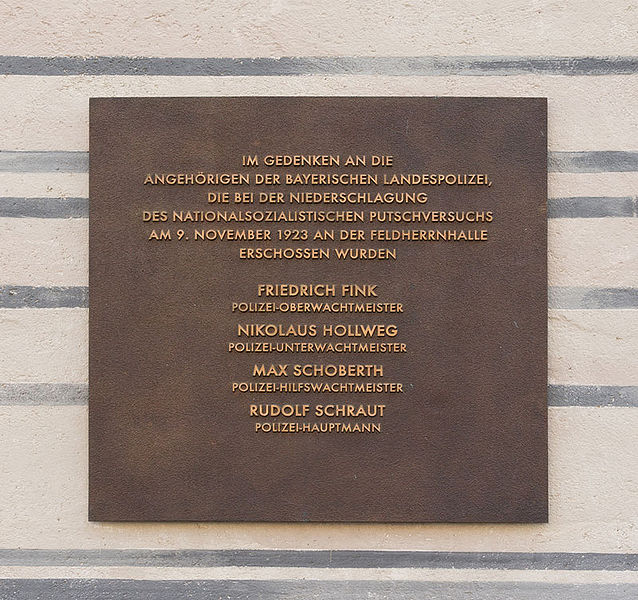 IM GEDENKEN AN DIE
ANGEHÖRIGEN DER BAYERISCHEN LANDESPOLIZEI,
DIE BEI DER NIEDERSCHLAGUNG
DES NATIONALSOZIALISTISCHEN PUTSCHVERSUCHS
AM 9. NOVEMBER 1923 AN DER FELDHERRNHALLE
ERSCHOSSEN WURDEN
FRIEDRICH FINK
POLIZEI-OBERWACHTMEISTER
NIKOLAUS HOLLWEG
POLIZEI-UNTERWACHTMEISTER
MAX SCHOBERTH
POLIZEI-HILFSWACHTMEISTER
RUDOLF SCHRAUT
POLIZEI-HAUPTMANN